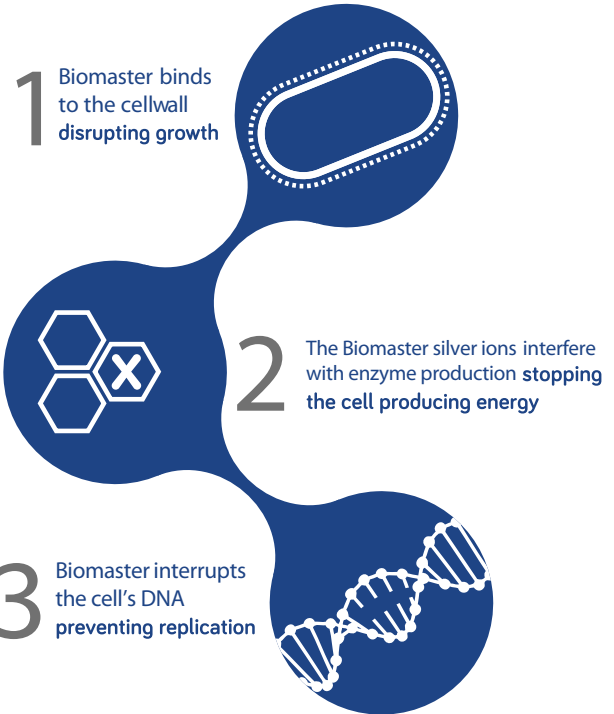 1
Biomaster binds
to the cellwall
disrupting growth
2
The Biomaster silver ions interfere
with enzyme production stopping
the cell producing energy
3
Biomaster interrupts
the cell's DNA
preventing replication